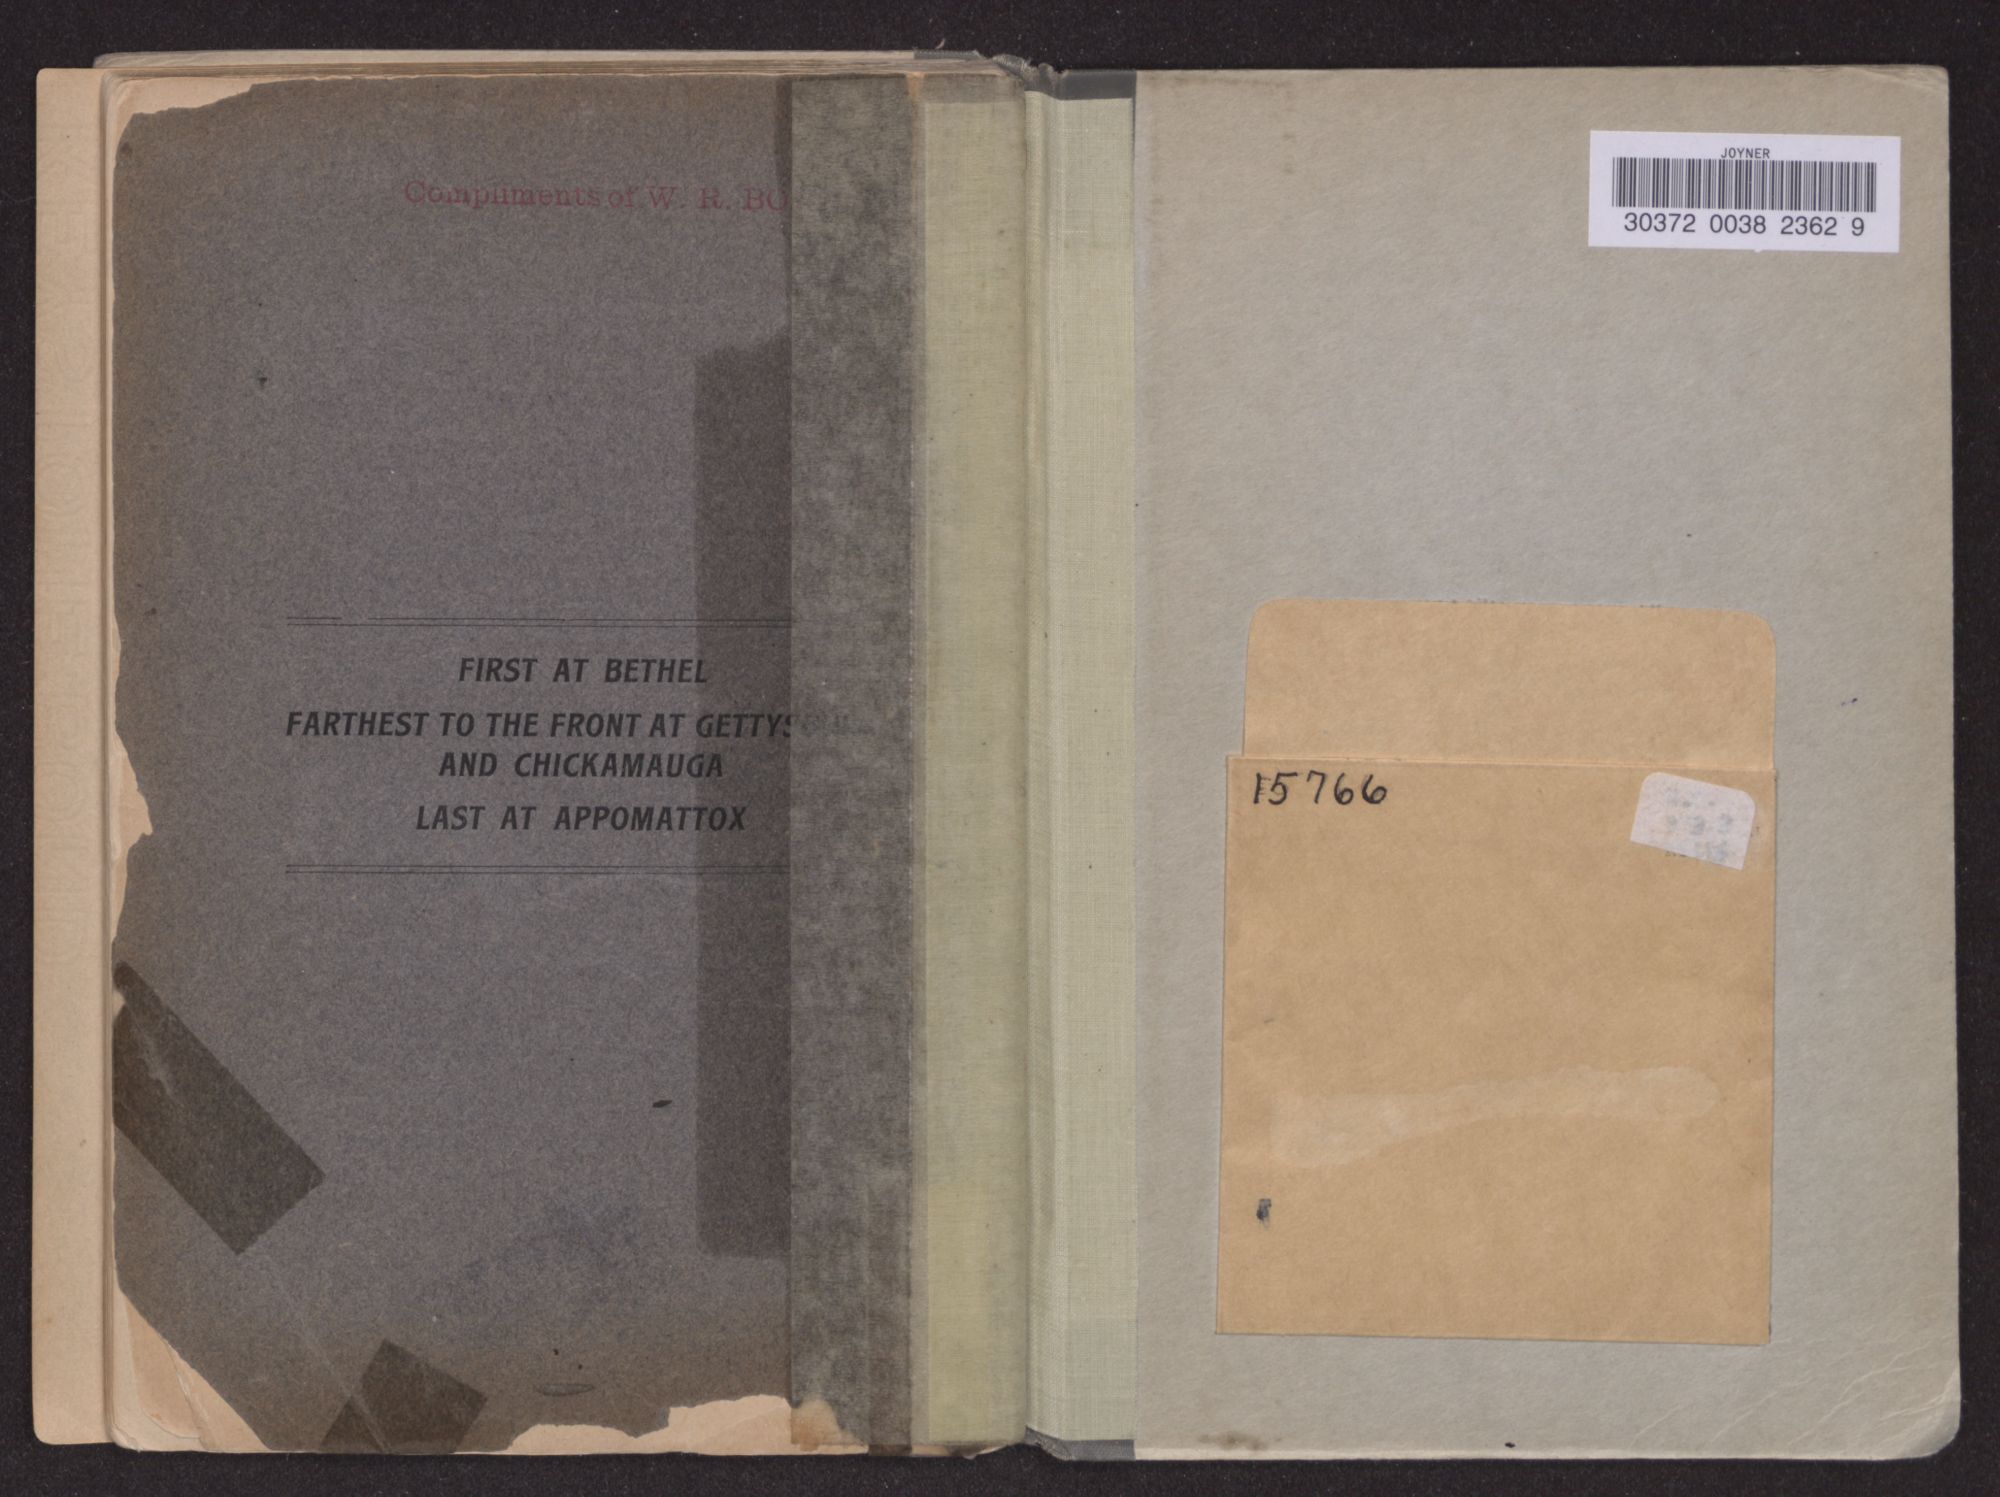 Compliments of W. R. BO
FIRST AT BETHEL
FARTHEST TO THE FRONT AT GETTYS
AND CHICKAMAUGA
LAST AT APPOMATTOX
JOYNER
30372 0038 2362 9
15766